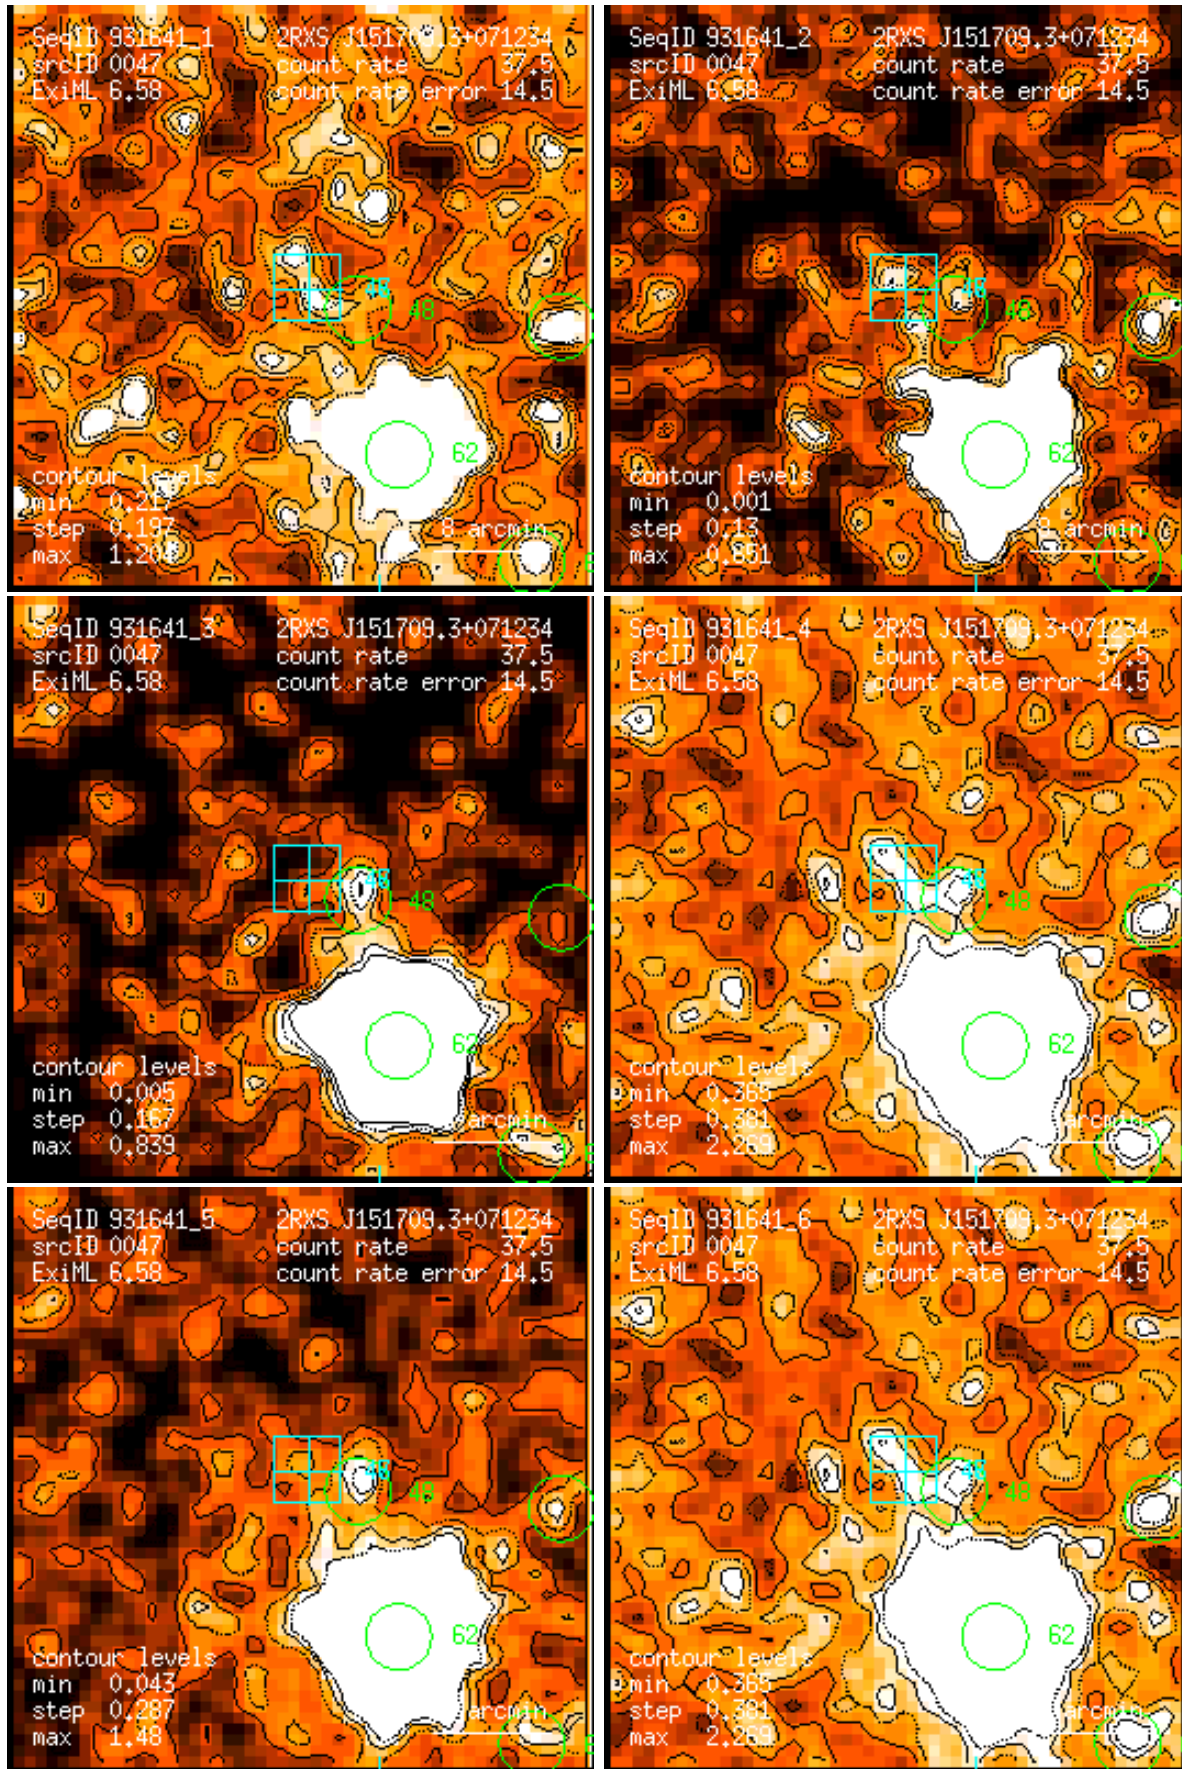 SeqID 931641_1 2RXS J151709.3+071234
srcID 0047 count rate 37.5
ExiML 6.58 count rate error 14.5
48
62
contour levels
min 0.217
step 0.197
max 1.204
8 arcmin
SeqID 931641_2 2RXS J151709.3+071234
srcID 0047 count rate 37.5
ExiML 6.58 count rate error 14.5
48
62
contour levels
min 0.001
step 0.13
max 0.651
8 arcmin
SeqID 931641_3 2RXS J151709.3+071234
srcID 0047 count rate 37.5
ExiML 6.58 count rate error 14.5
48
62
contour levels
min 0.005
step 0.167
max 0.839
arcmin
SeqID 931641_4 2RXS J151709.3+071234
srcID 0047 count rate 37.5
ExiML 6.58 count rate error 14.5
48
62
contour levels
min 0.365
step 0.381
max 2.269
arcmin
SeqID 931641_5 2RXS J151709.3+071234
srcID 0047 count rate 37.5
ExiML 6.58 count rate error 14.5
48
62
contour levels
min 0.043
step 0.287
max 1.48
arcmin
SeqID 931641_6 2RXS J151709.3+071234
srcID 0047 count rate 37.5
ExiML 6.58 count rate error 14.5
48
62
contour levels
min 0.365
step 0.381
max 2.269
arcmin